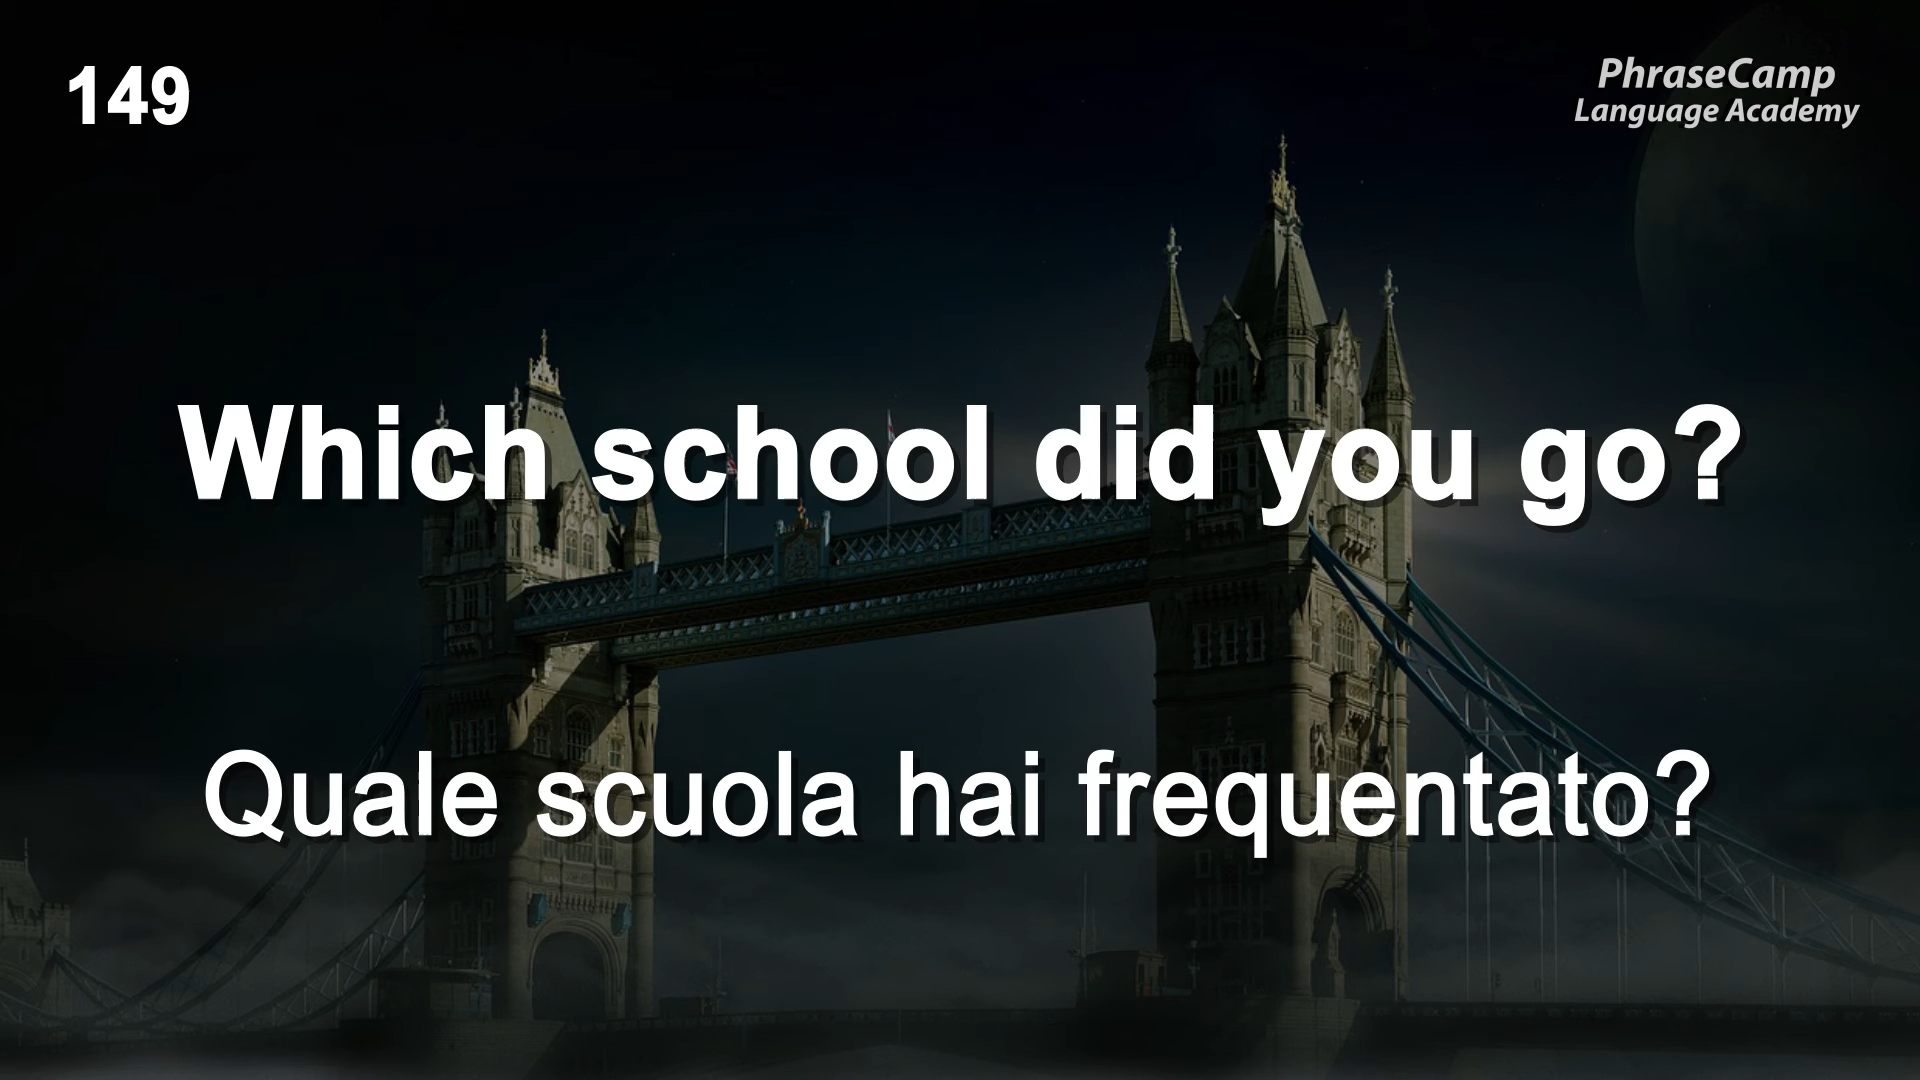 149
PhraseCamp
Language Academy
Which school did you go?
Quale scuola hai frequentato?